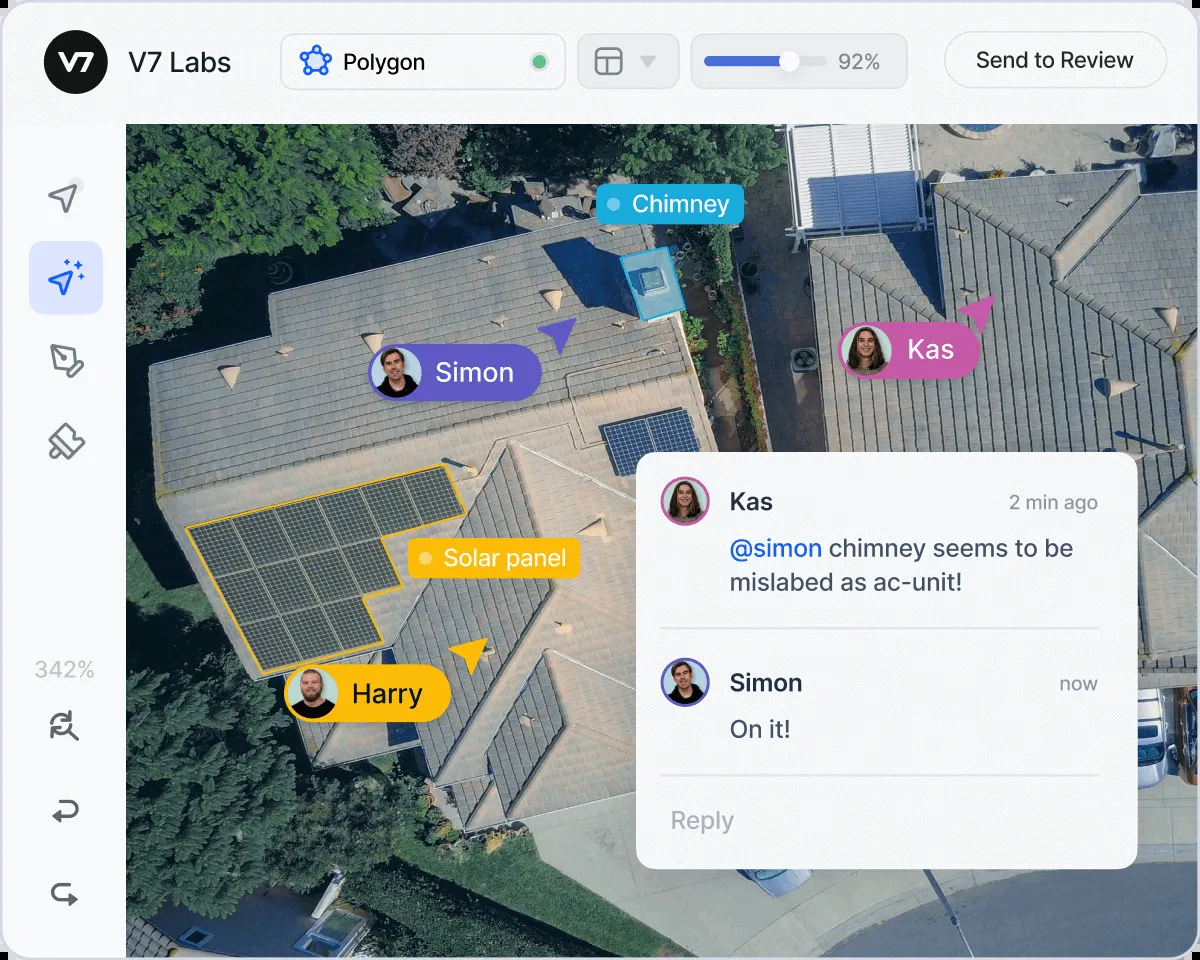 V7 V7 Labs
Polygon
92%
Send to Review
Chimney
Simon
Kas
Solar panel
Harry
342%
Kas
2 min ago
@simon chimney seems to be
mislabed as ac-unit!
Simon
now
On it!
Reply